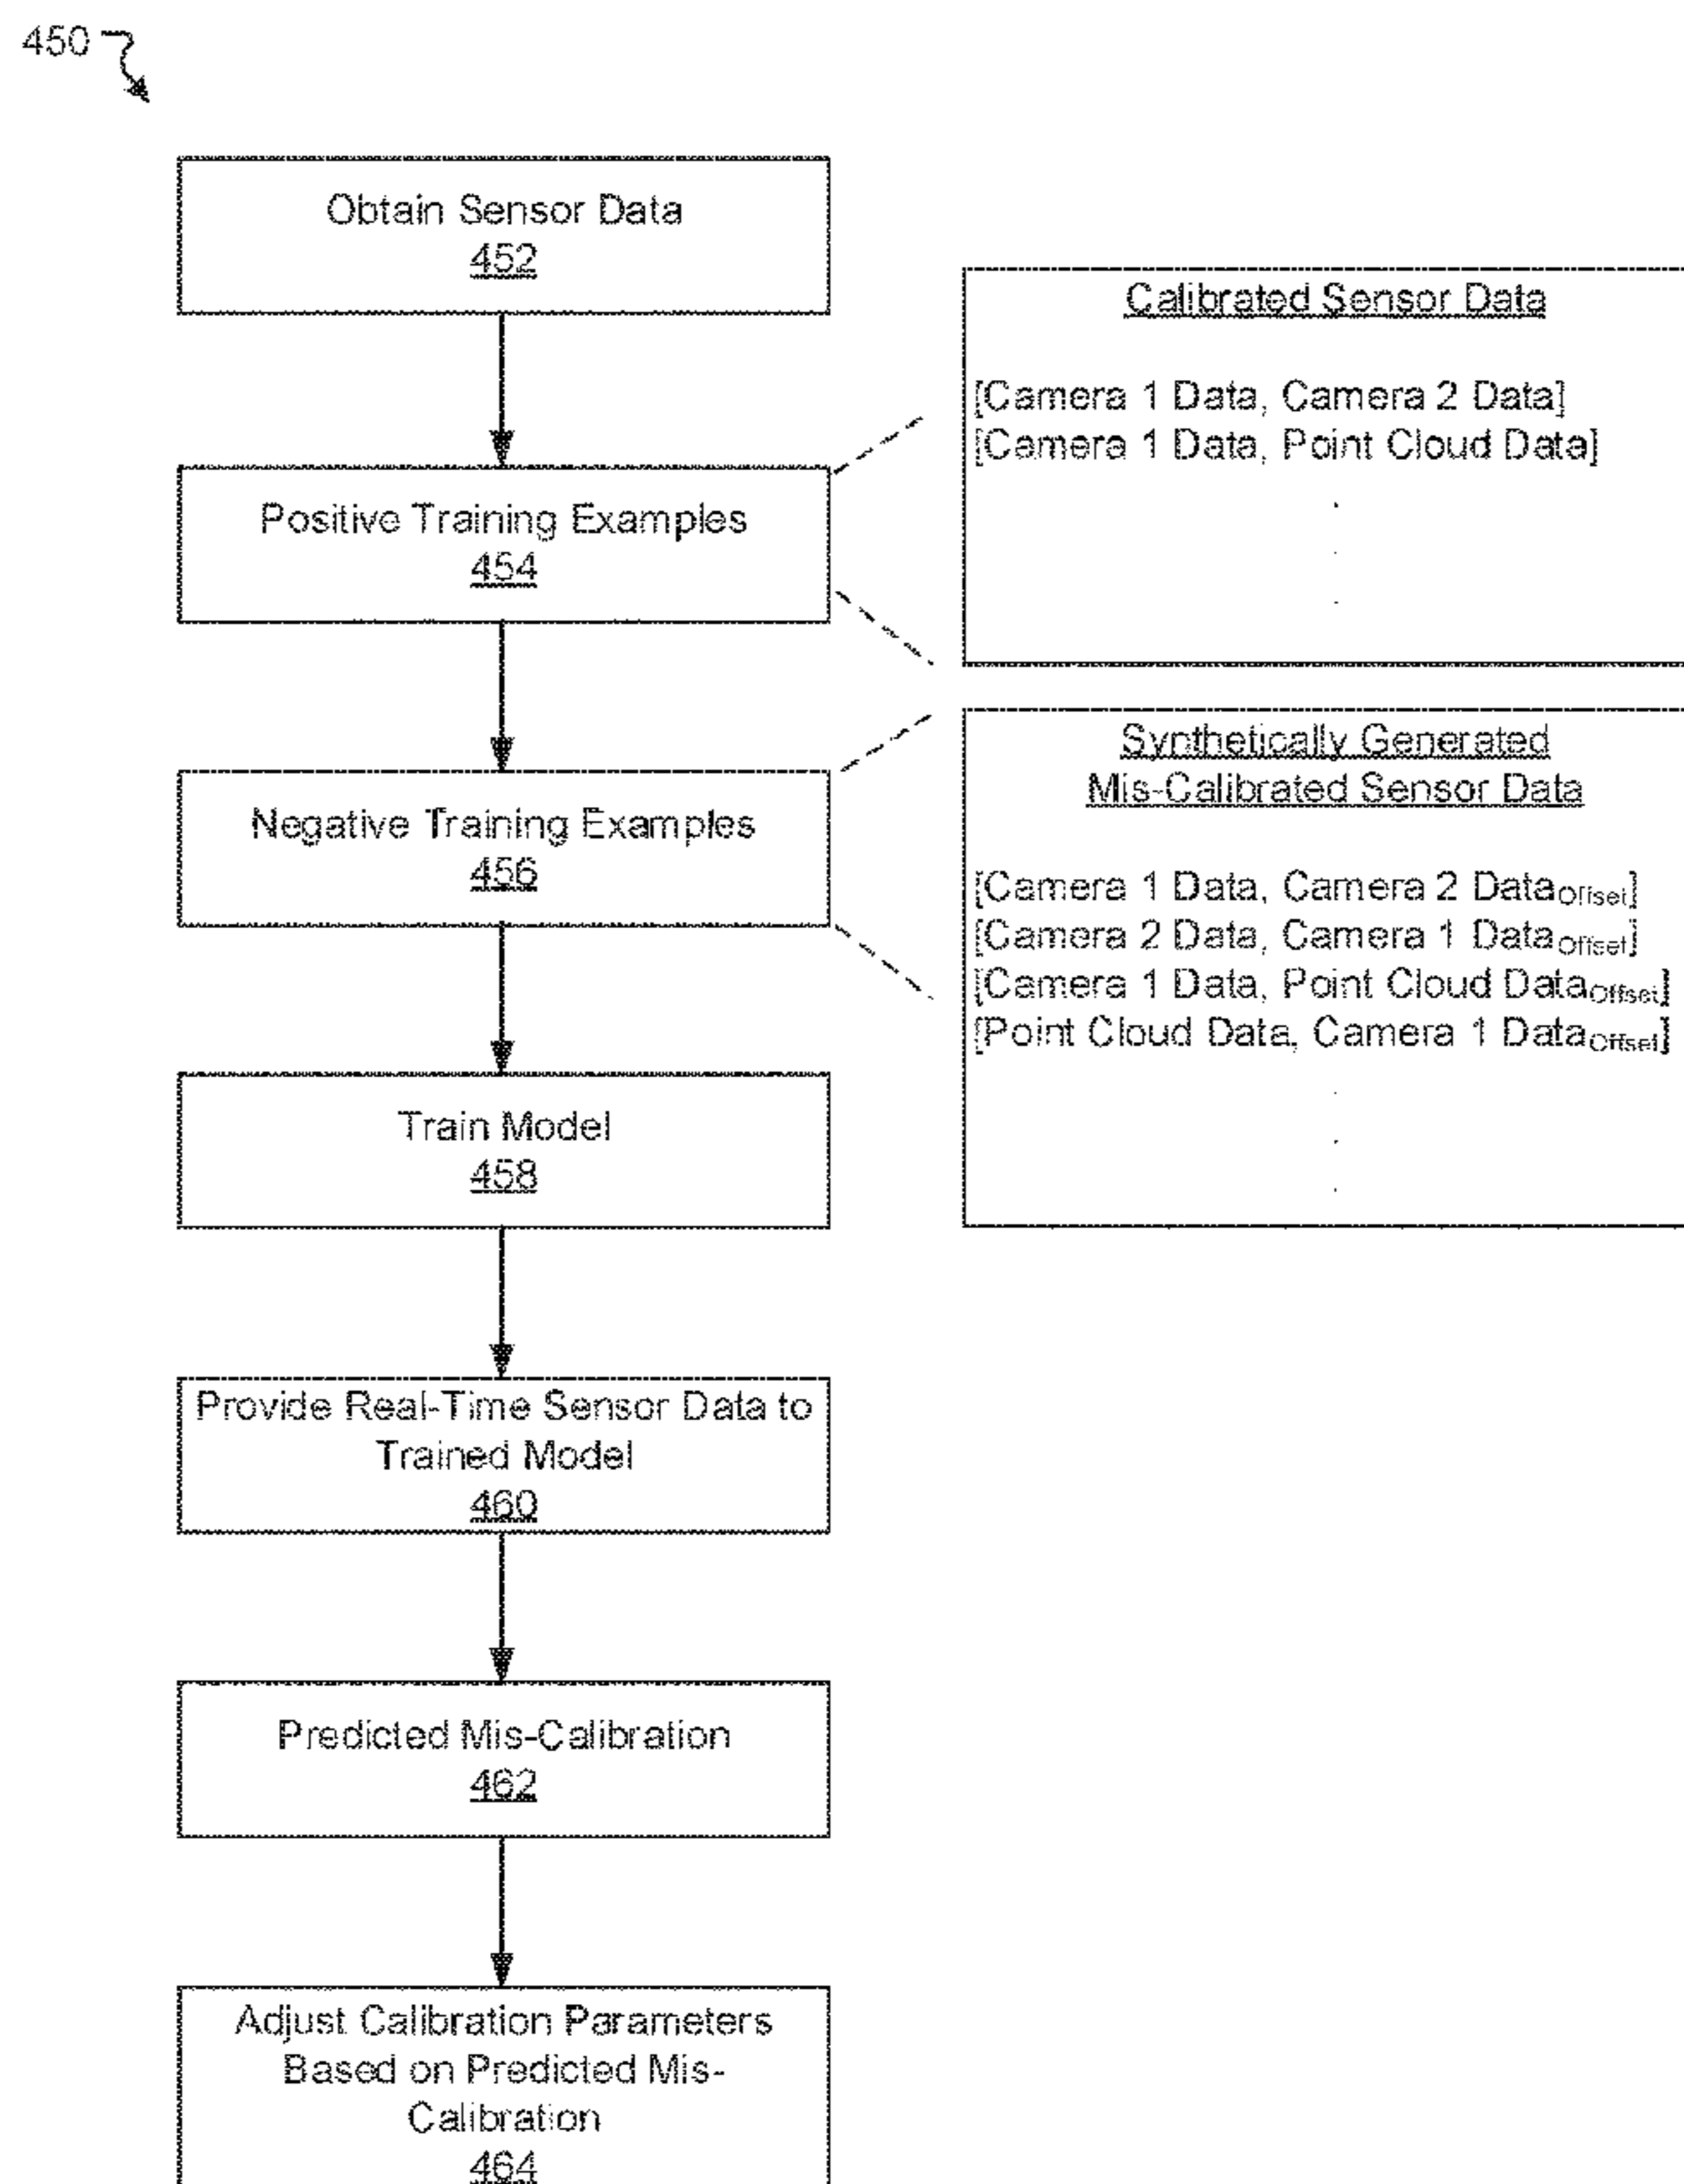 450
Obtain Sensor Data
452
Positive Training Examples
454
Calibrated Sensor Data
[Camera 1 Data, Camera 2 Data]
[Camera 1 Data, Point Cloud Data]
.
.
.
Negative Training Examples
456
Synthetically Generated
Mis-Calibrated Sensor Data
[Camera 1 Data, Camera 2 DataOffset]
[Camera 2 Data, Camera 1 DataOffset]
[Camera 1 Data, Point Cloud DataOffset]
[Point Cloud Data, Camera 1 DataOffset]
.
.
.
Train Model
458
Provide Real-Time Sensor Data to
Trained Model
460
Predicted Mis-Calibration
462
Adjust Calibration Parameters
Based on Predicted Mis-
Calibration
464